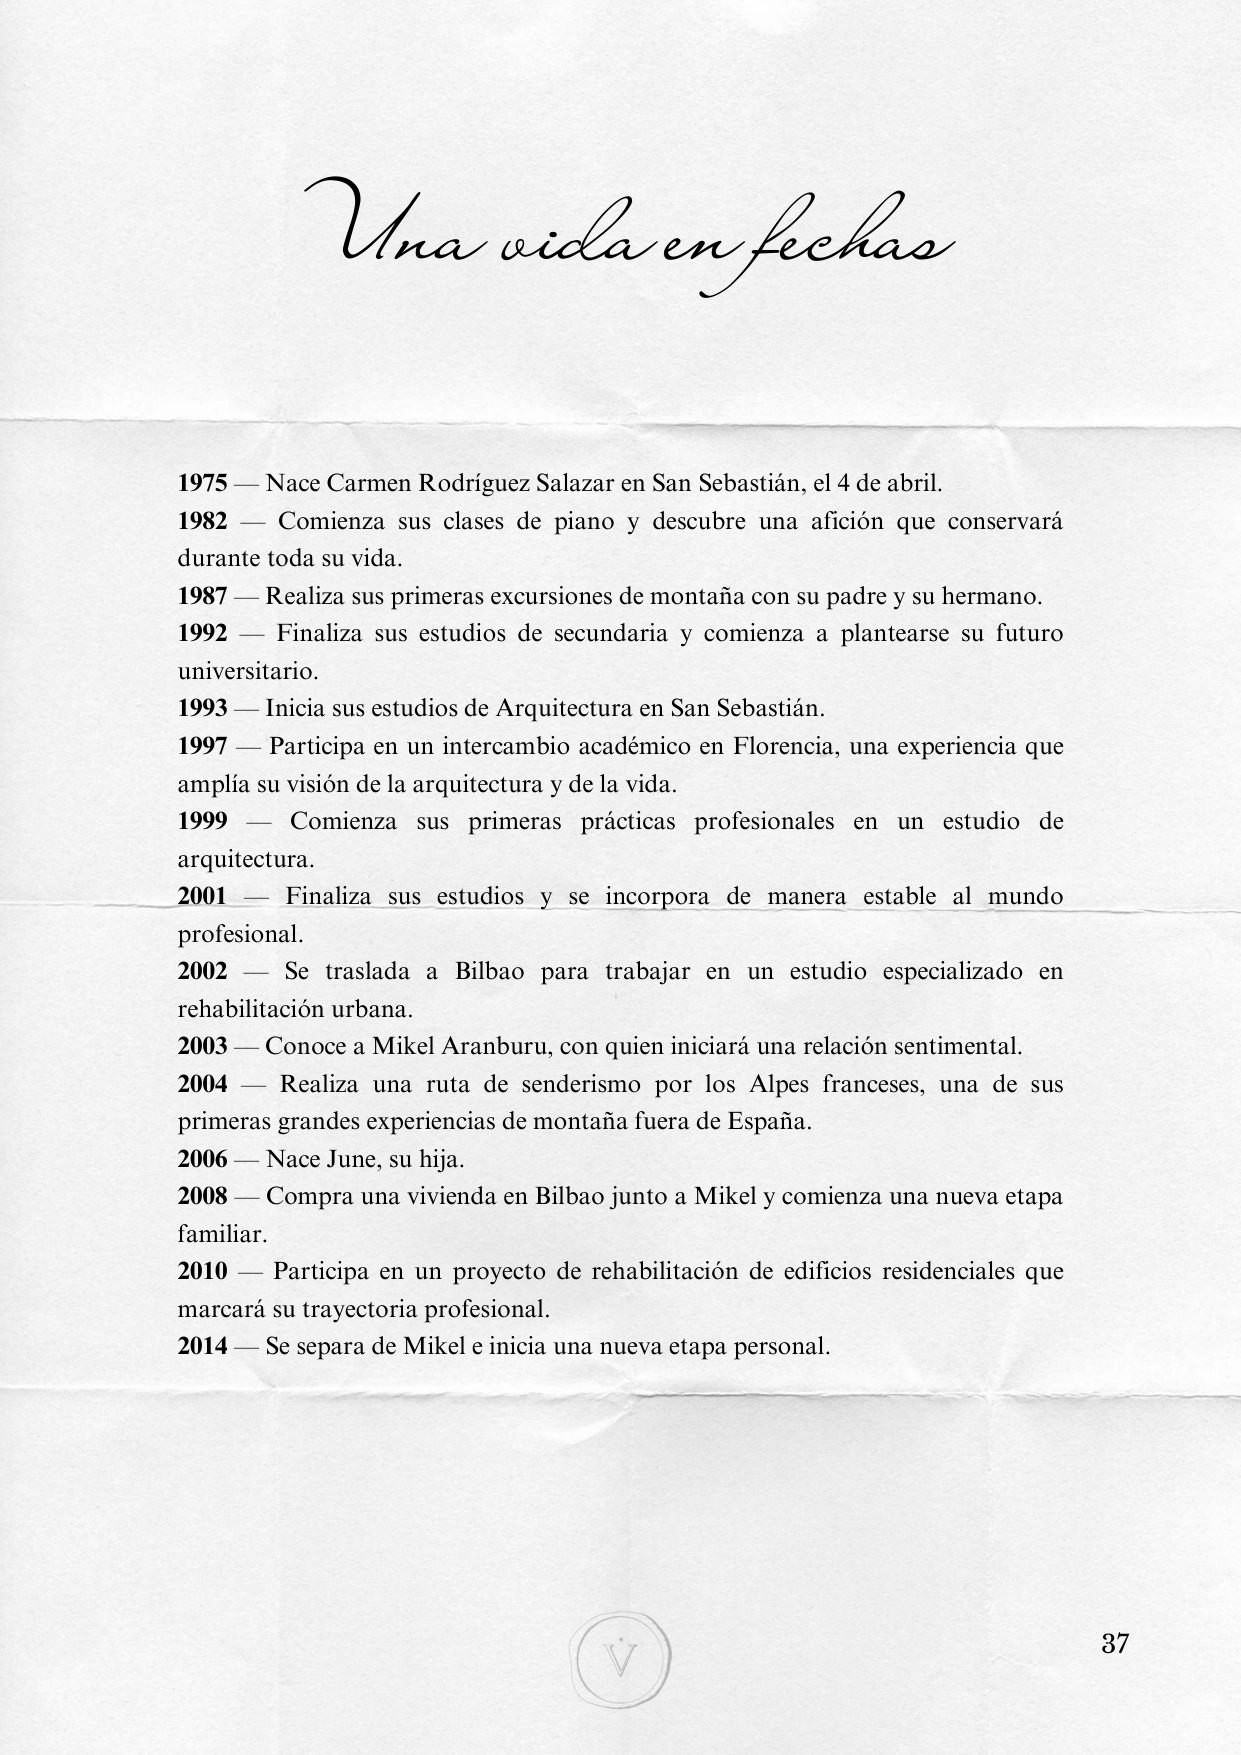 Una vida en fechas
1975 — Nace Carmen Rodríguez Salazar en San Sebastián, el 4 de abril.
1982 — Comienza sus clases de piano y descubre una afición que conservará
durante toda su vida.
1987 — Realiza sus primeras excursiones de montaña con su padre y su hermano.
1992 — Finaliza sus estudios de secundaria y comienza a plantearse su futuro
universitario.
1993 — Inicia sus estudios de Arquitectura en San Sebastián.
1997 — Participa en un intercambio académico en Florencia, una experiencia que
amplía su visión de la arquitectura y de la vida.
1999 — Comienza sus primeras prácticas profesionales en un estudio de
arquitectura.
2001 — Finaliza sus estudios y se incorpora de manera estable al mundo
profesional.
2002 — Se traslada a Bilbao para trabajar en un estudio especializado en
rehabilitación urbana.
2003 — Conoce a Mikel Aranburu, con quien iniciará una relación sentimental.
2004 — Realiza una ruta de senderismo por los Alpes franceses, una de sus
primeras grandes experiencias de montaña fuera de España.
2006 — Nace June, su hija.
2008 — Compra una vivienda en Bilbao junto a Mikel y comienza una nueva etapa
familiar.
2010 — Participa en un proyecto de rehabilitación de edificios residenciales que
marcará su trayectoria profesional.
2014 — Se separa de Mikel e inicia una nueva etapa personal.
V
37